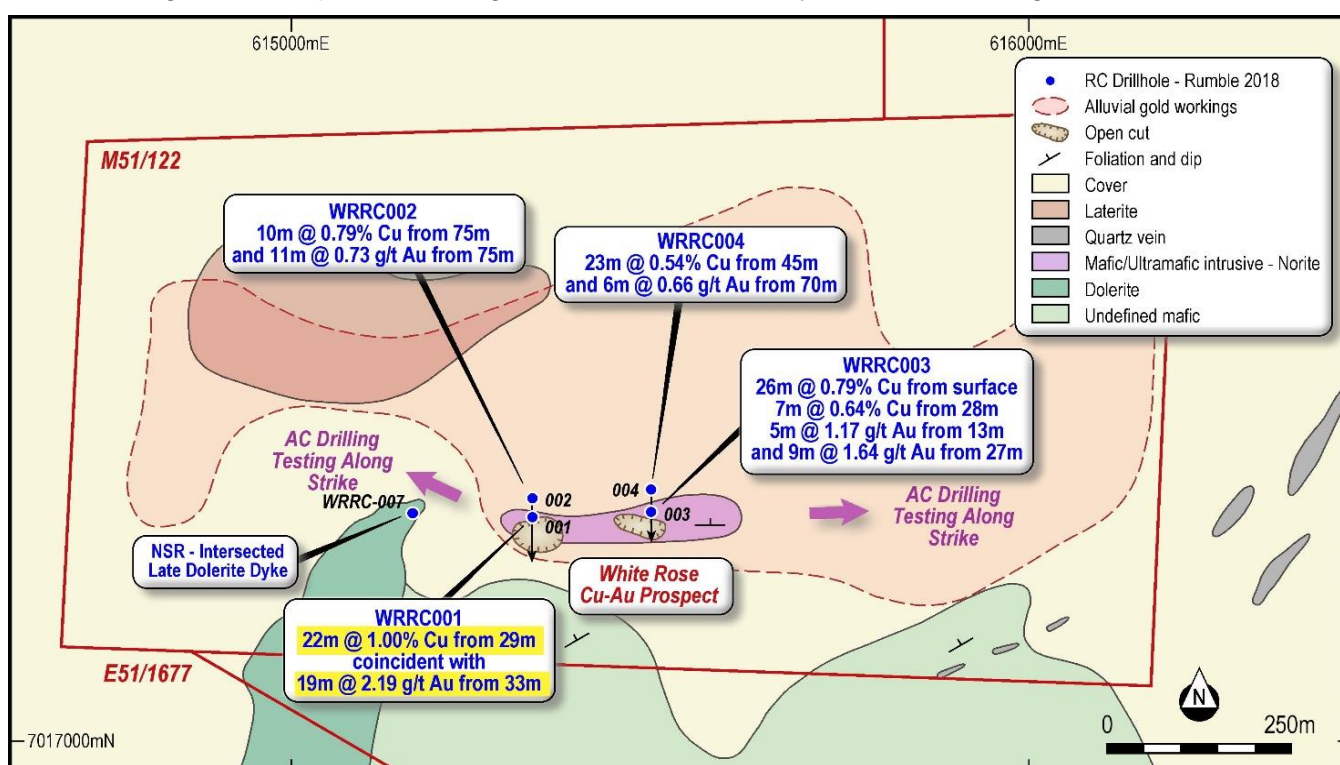 615000mE
616000mE
RC Drillhole - Rumble 2018
Alluvial gold workings
Open cut
Foliation and dip
Cover
Laterite
Quartz vein
Mafic/Ultramafic intrusive - Norite
Dolerite
Undefined mafic
M51/122
WRRC002
10m @ 0.79% Cu from 75m
and 11m @ 0.73 g/t Au from 75m
WRRC004
23m @ 0.54% Cu from 45m
and 6m @ 0.66 g/t Au from 70m
WRRC003
26m @ 0.79% Cu from surface
7m @ 0.64% Cu from 28m
5m @ 1.17 g/t Au from 13m
and 9m @ 1.64 g/t Au from 27m
AC Drilling
Testing Along
Strike
WRRC-007
002
001
004
003
AC Drilling
Testing Along
Strike
NSR - Intersected
Late Dolerite Dyke
White Rose
Cu-Au Prospect
WRRC001
22m @ 1.00% Cu from 29m
coincident with
19m @ 2.19 g/t Au from 33m
E51/1677
N
0
250m
7017000mN